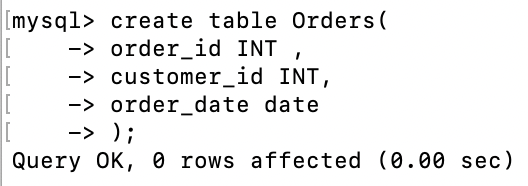 [mysql> create table Orders(
[    -> order_id INT ,
[    -> customer_id INT,
[    -> order_date date
[    -> );
Query OK, 0 rows affected (0.00 sec)